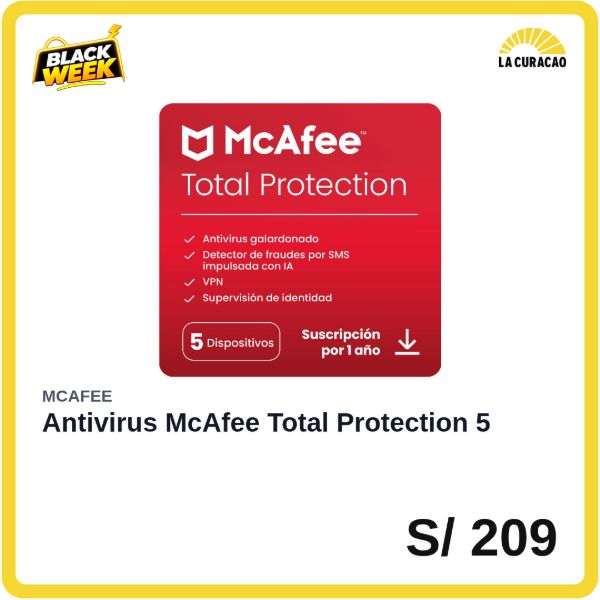 BLACK
WEEK
LA CURACAO
McAfee™
Total Protection
Antivirus galardonado
Detector de fraudes por SMS
impulsada con IA
VPN
Supervisión de identidad
5 Dispositivos
Suscripción
por 1 año
MCAFEE
Antivirus McAfee Total Protection 5
S/ 209